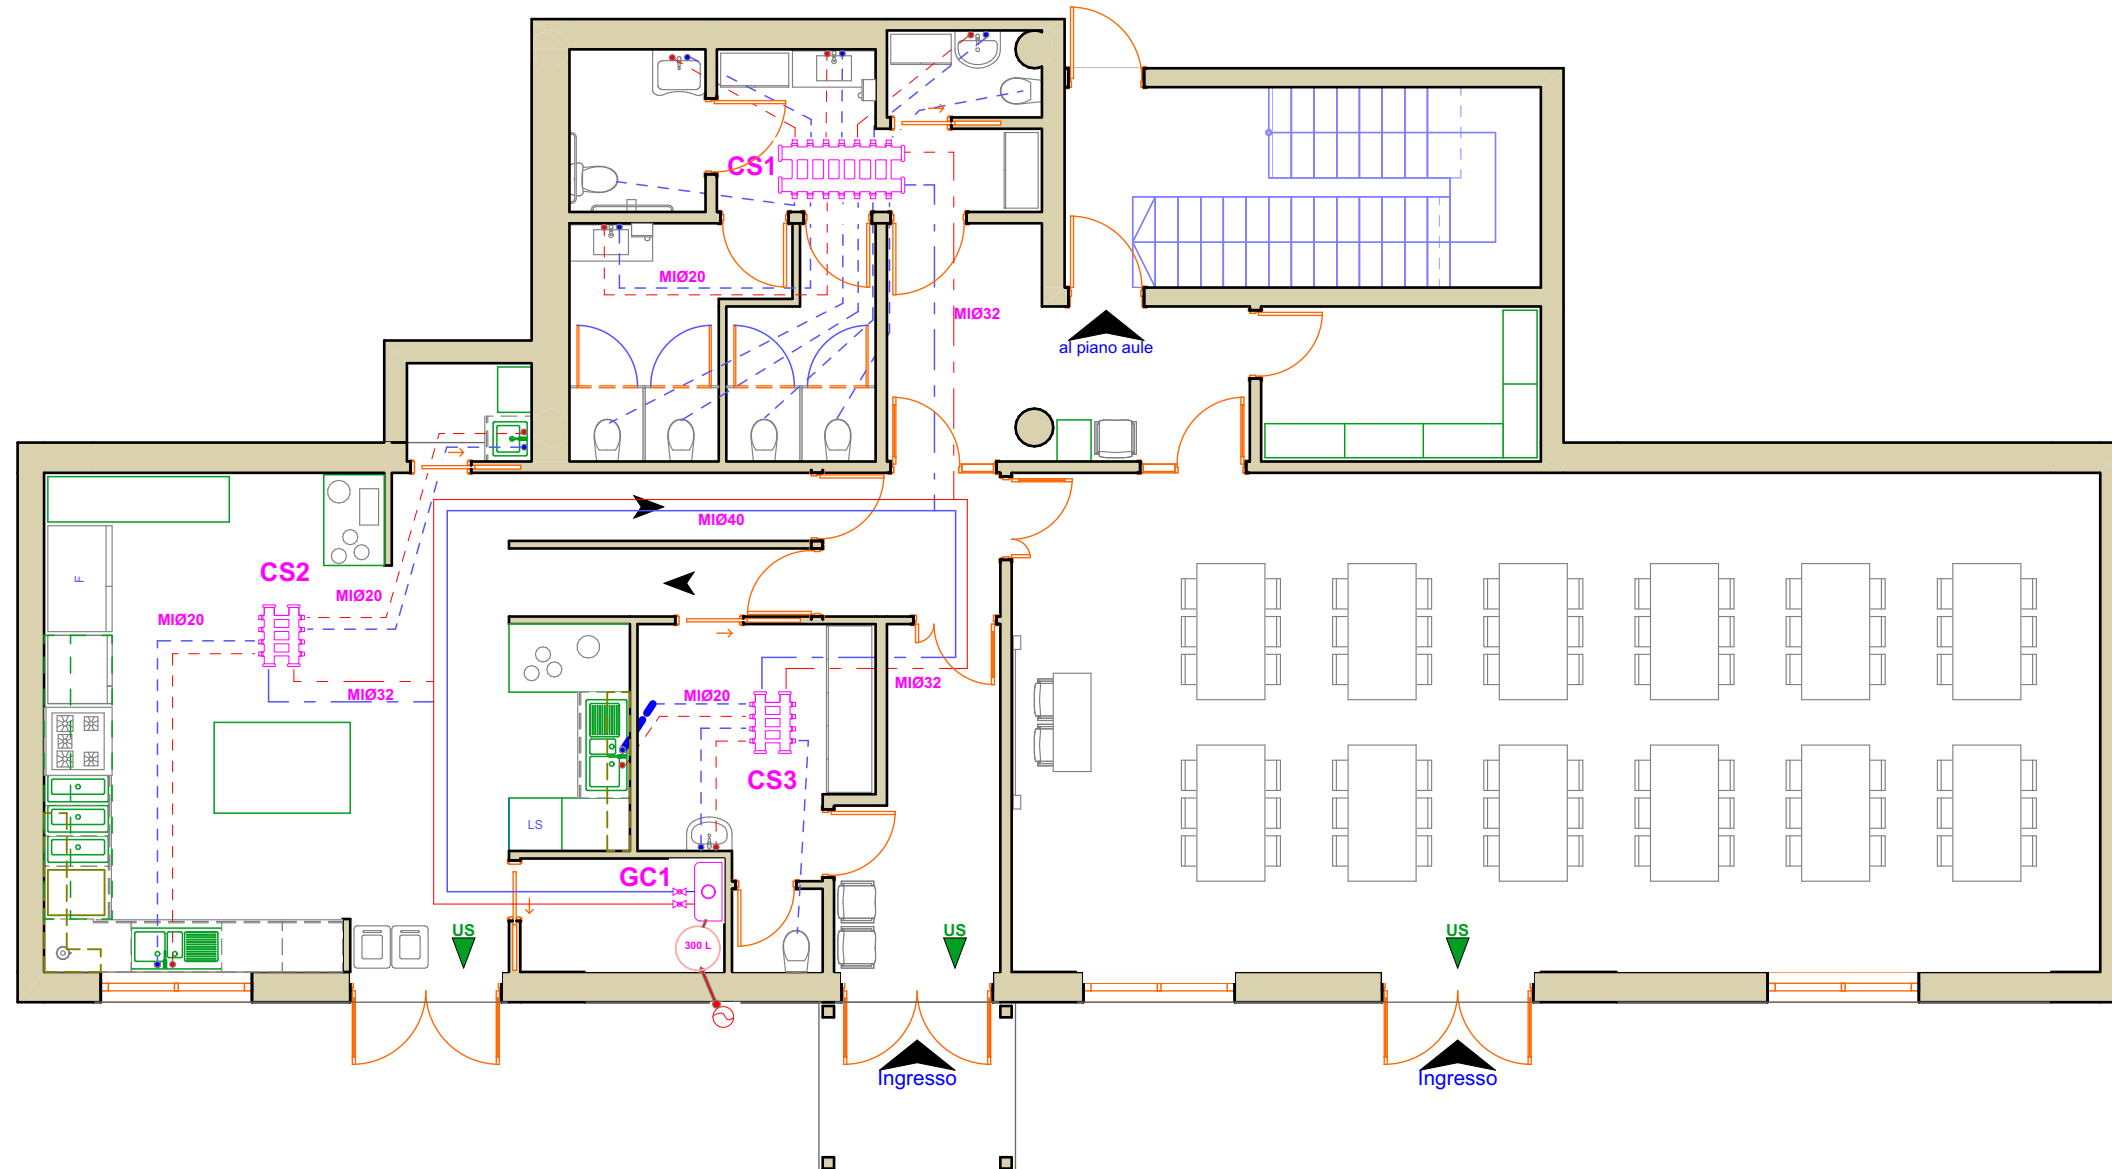 CS1
MIØ20
MIØ32
al piano aule
MIØ40
CS2
F
MIØ20
MIØ20
MIØ32
MIØ32
MIØ20
CS3
LS
GC1
US
US
US
300 L
Ingresso
Ingresso